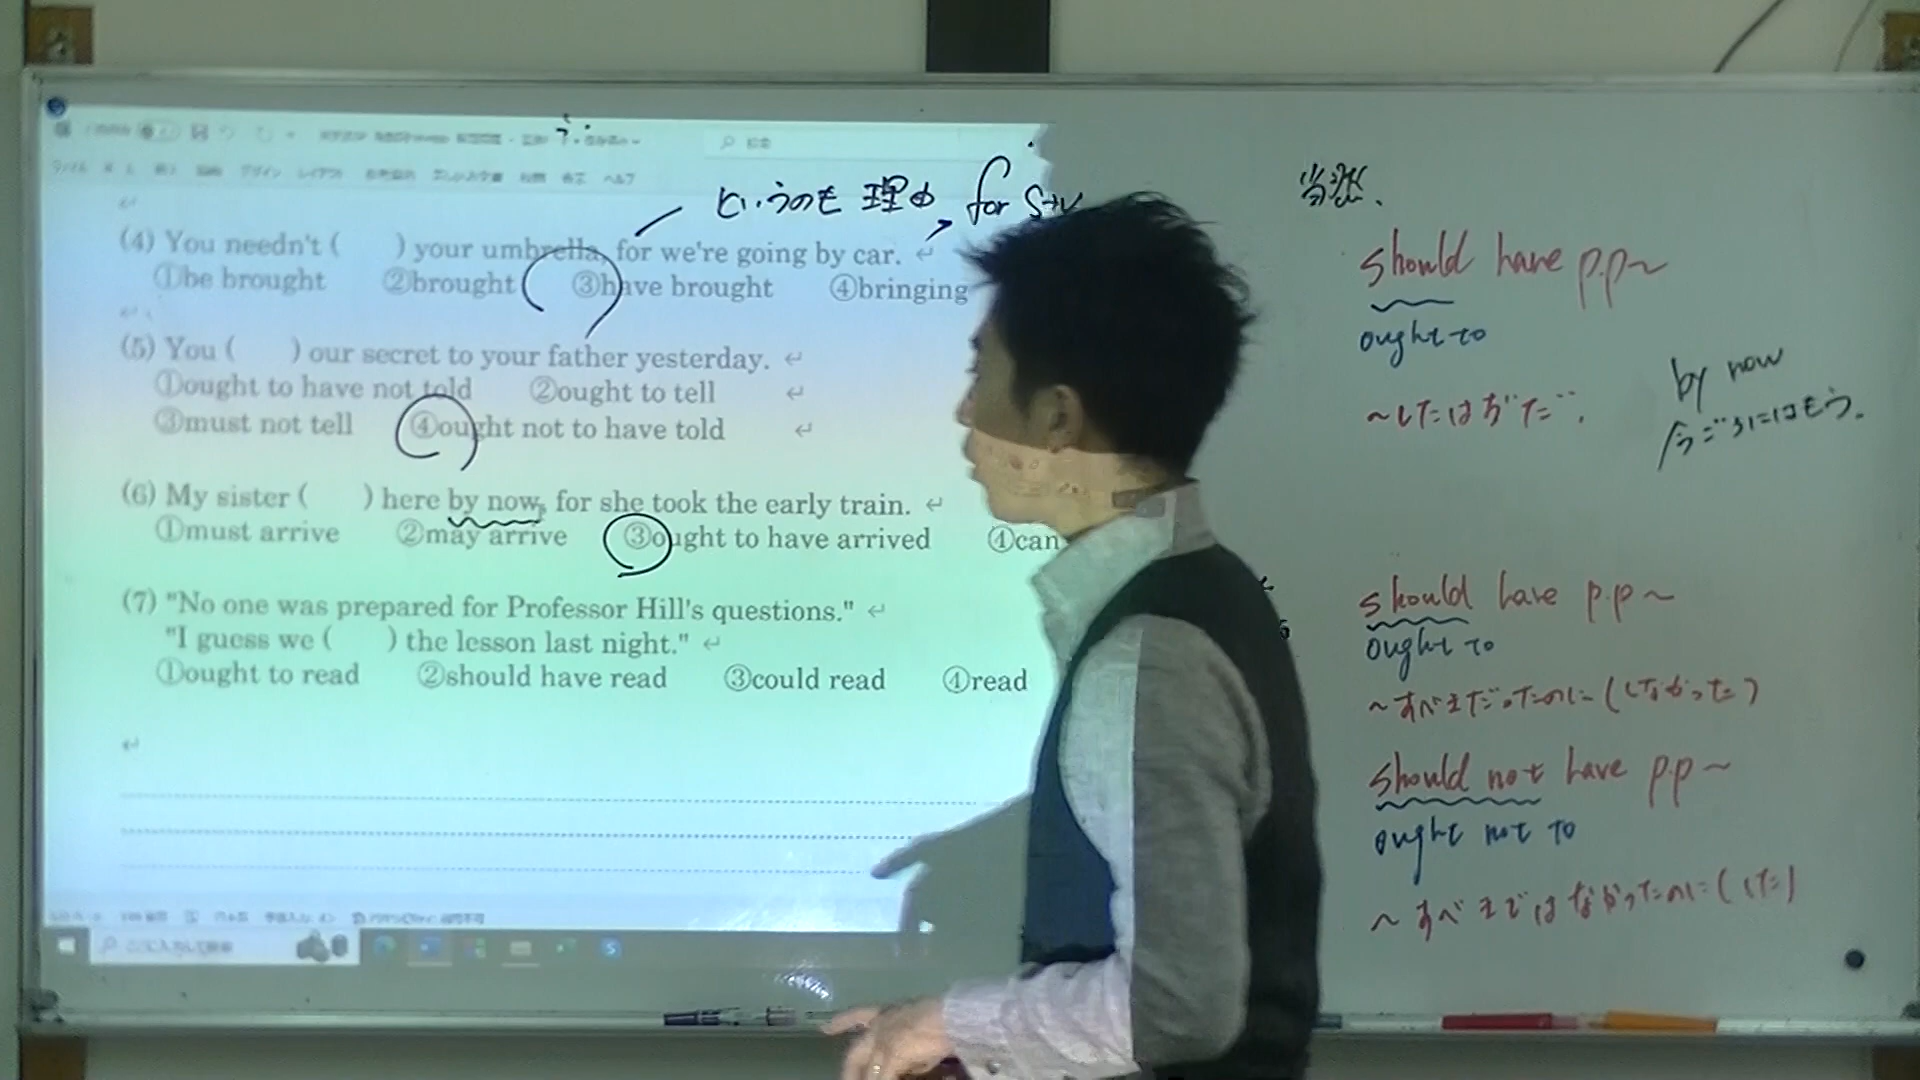 検索
というのも 理由 for S+V
(4) You needn't (   ) your umbrella, for we're going by car.
①be brought ②brought ③have brought ④bringing
(5) You (   ) our secret to your father yesterday.
①ought to have not told ②ought to tell
③must not tell ④ought not to have told
(6) My sister (   ) here by now, for she took the early train.
①must arrive ②may arrive ③ought to have arrived ④can
(7) "No one was prepared for Professor Hill's questions."
"I guess we (   ) the lesson last night."
①ought to read ②should have read ③could read ④read
当然.
should have p.p~
ought to
~したはずだ.
by now
今ごろにはもう.
should have p.p~
ought to
~すべきだったのに(しなかった)
should not have p.p~
ought not to
~すべきではなかったのに(した)